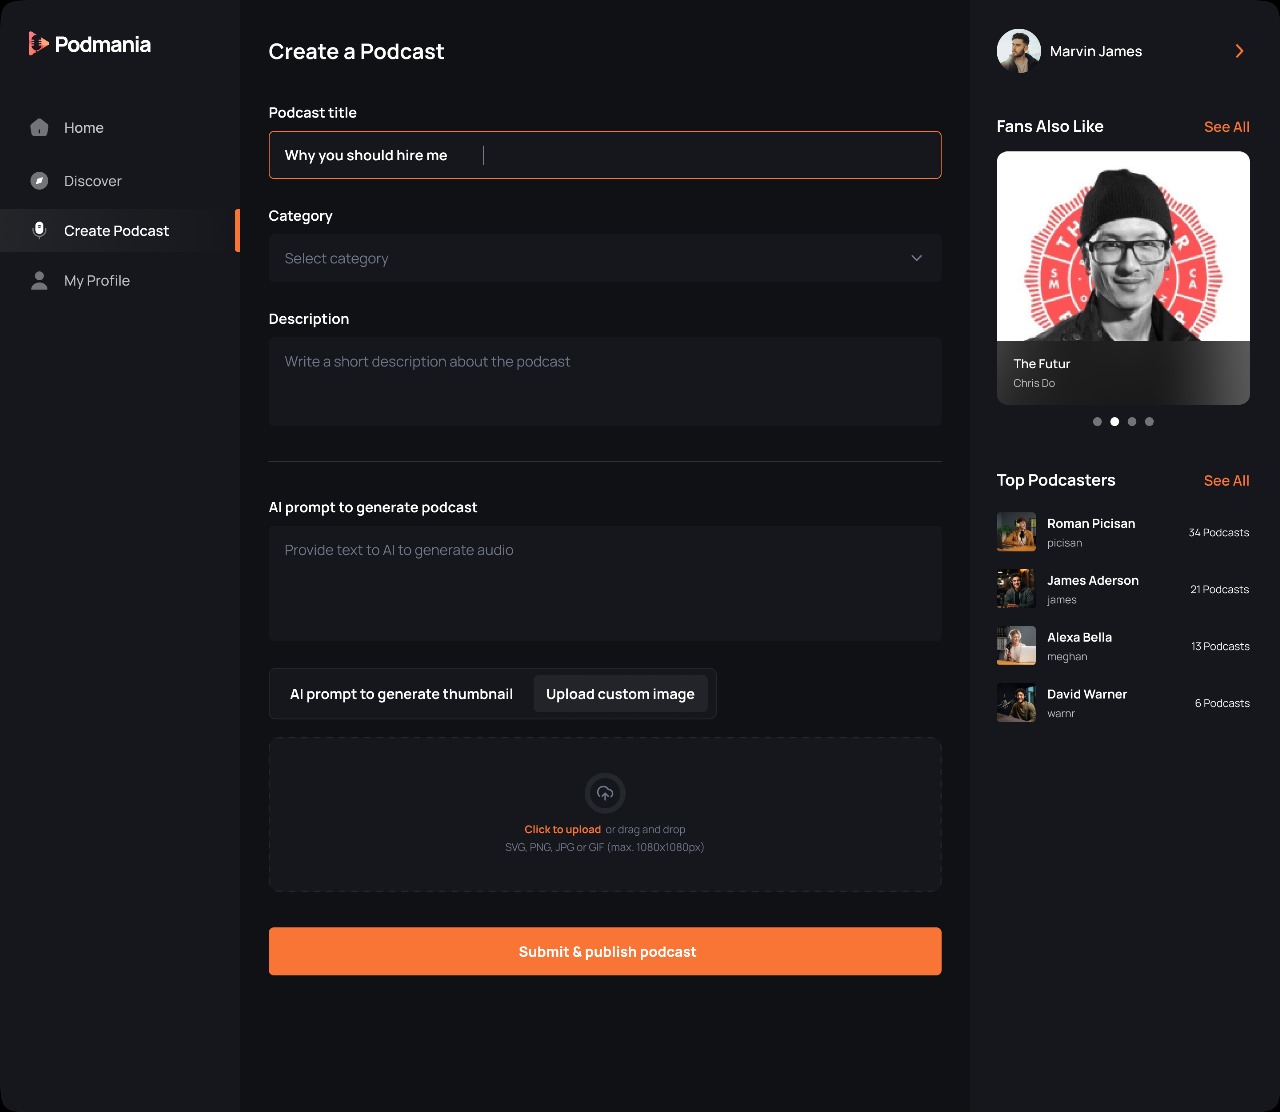 Podmania
Home
Discover
Create Podcast
My Profile
Create a Podcast
Podcast title
Why you should hire me
Category
Select category
Description
Write a short description about the podcast
AI prompt to generate podcast
Provide text to AI to generate audio
AI prompt to generate thumbnail
Upload custom image
Click to upload or drag and drop
SVG, PNG, JPG or GIF (max. 1080x1080px)
Submit & publish podcast
Marvin James
Fans Also Like
See All
The Futur
Chris Do
Top Podcasters
See All
Roman Picisan
picisan
34 Podcasts
James Aderson
james
21 Podcasts
Alexa Bella
meghan
13 Podcasts
David Warner
warnr
6 Podcasts